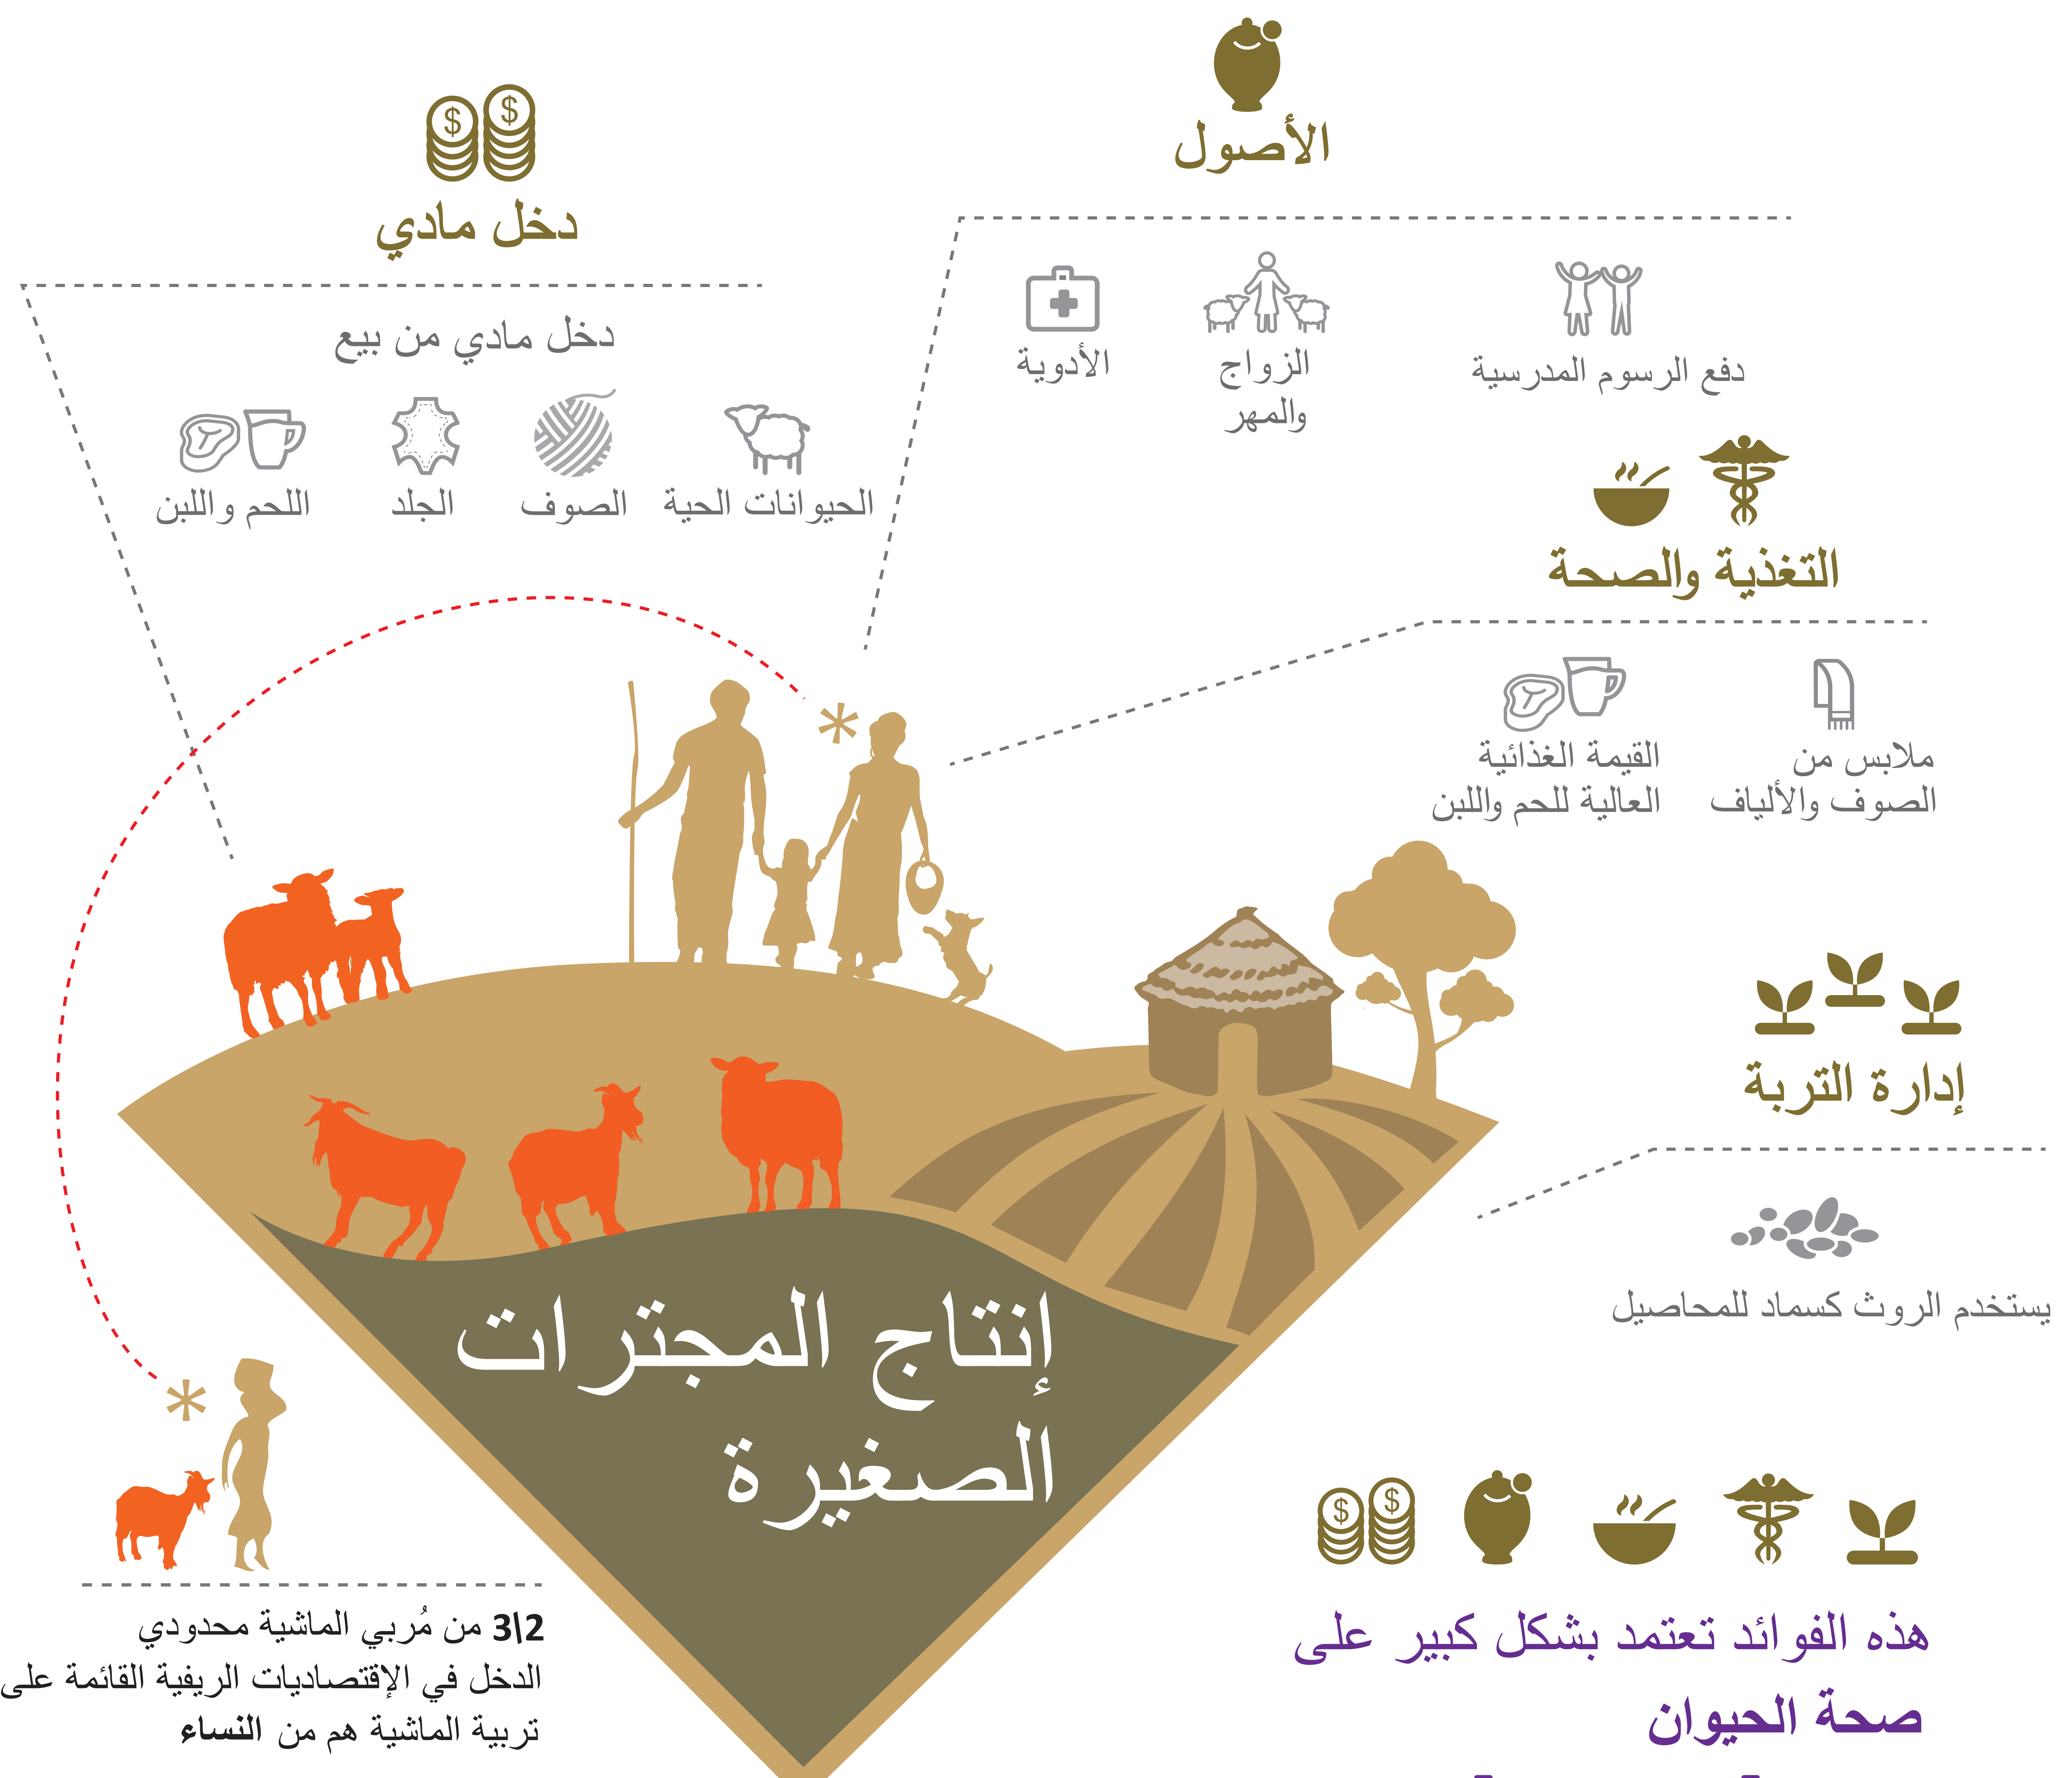 الأصول
دفع الرسوم المدرسية
الزواج
والمهر
الأدوية
دخل مادي
دخل مادي من بيع
الحيوانات الحية
الصوف
الجلد
اللحم واللبن
التغذية والصحة
ملابس من
الصوف والألياف
القيمة الغذائية
العالية للحم واللبن
إدارة التربة
يستخدم الروث كسماد للمحاصيل
إنتاج المجترات
الصغيرة
3\2 من مُربي الماشية محدودي
الدخل في الإقتصاديات الريفية القائمة على
تربية الماشية هم من النساء
$ $
$ $
هذه الفوائد تعتمد بشكل كبير على
صحة الحيوان